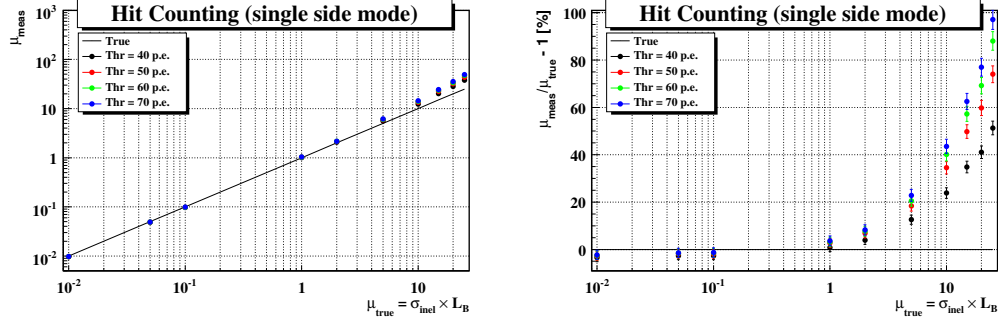 Hit Counting (single side mode)
μmeas
10³
10²
10
1
10⁻¹
10⁻²
True
Thr = 40 p.e.
Thr = 50 p.e.
Thr = 60 p.e.
Thr = 70 p.e.
10⁻² 10⁻¹ 1 10
μtrue = σinel × LB
Hit Counting (single side mode)
μmeas/μtrue - 1 [%]
100
80
60
40
20
0
True
Thr = 40 p.e.
Thr = 50 p.e.
Thr = 60 p.e.
Thr = 70 p.e.
10⁻² 10⁻¹ 1 10
μtrue = σinel × LB